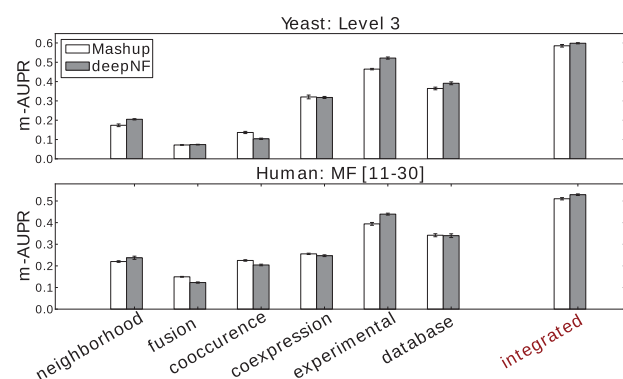 Yeast: Level 3
m-AUPR
0.6
0.5
0.4
0.3
0.2
0.1
0.0
Mashup
deepNF
Human: MF [11-30]
m-AUPR
0.5
0.4
0.3
0.2
0.1
0.0
neighborhood
fusion
cooccurence
coexpression
experimental
database
integrated